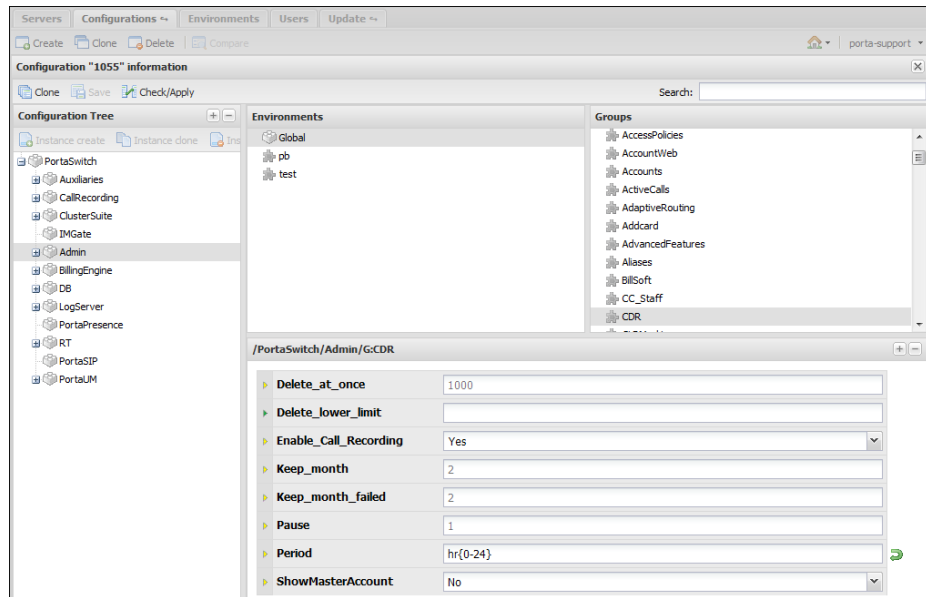 Servers Configurations Environments Users Update
Create Clone Delete Compare porta-support
Configuration "1055" information
Clone Save Check/Apply Search:
Configuration Tree
Instance create Instance clone Ins
PortaSwitch
Auxiliaries
CallRecording
ClusterSuite
IMGate
Admin
BillingEngine
DB
LogServer
PortaPresence
RT
PortaSIP
PortaUM
Environments
Global
pb
test
Groups
AccessPolicies
AccountWeb
Accounts
ActiveCalls
AdaptiveRouting
Addcard
AdvancedFeatures
Aliases
BillSoft
CC_Staff
CDR
/PortaSwitch/Admin/G:CDR
Delete_at_once 1000
Delete_lower_limit
Enable_Call_Recording Yes
Keep_month 2
Keep_month_failed 2
Pause 1
Period hr{0-24}
ShowMasterAccount No